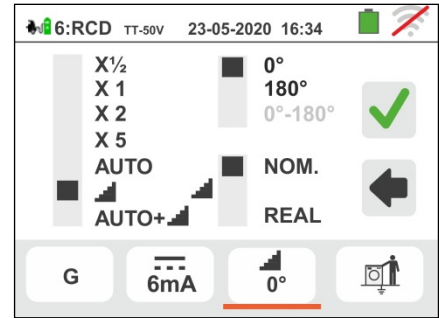 6:RCD TT-50V 23-05-2020 16:34
X½ 0°
X 1 180°
X 2 0°-180°
X 5
AUTO NOM.
AUTO+ REAL
G 6mA 0°